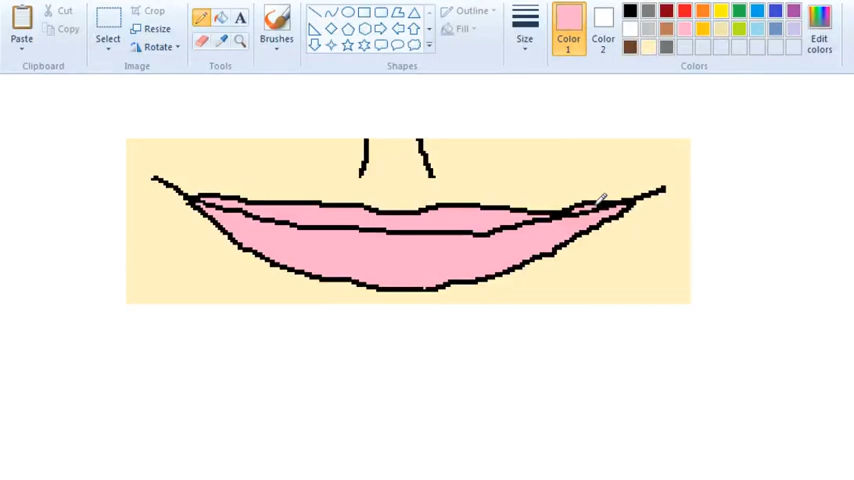 Paste
Cut
Copy
Clipboard
Select
Crop
Resize
Rotate
Image
A
Tools
Brushes
Outline
Fill
Shapes
Size
Color
1
Color
2
Edit
colors
Colors